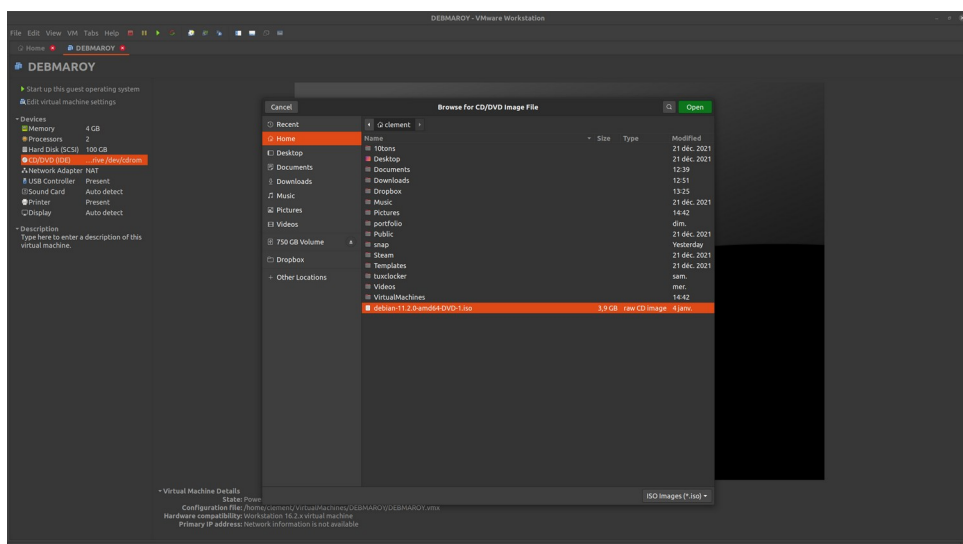 DEBMAROY - VMware Workstation
File Edit View VM Tabs Help
Home DEBMAROY
DEBMAROY
Start up this guest operating system
Edit virtual machine settings
Devices
Memory 4 GB
Processors 2
Hard Disk (SCSI) 100 GB
CD/DVD (IDE) ...rive /dev/cdrom
Network Adapter NAT
USB Controller Present
Sound Card Auto detect
Printer Present
Display Auto detect
Description
Type here to enter a description of this
virtual machine.
Cancel Browse for CD/DVD Image File Open
Recent
Home
Desktop
Documents
Downloads
Music
Pictures
Videos
750 GB Volume
Dropbox
+ Other Locations
clement
Name Size Type Modified
10tons 21 déc. 2021
Desktop 21 déc. 2021
Documents 12:39
Downloads 12:51
Dropbox 13:25
Music 21 déc. 2021
Pictures 14:42
portfolio dim.
Public 21 déc. 2021
snap Yesterday
Steam 21 déc. 2021
Templates 21 déc. 2021
tuxclocker sam.
Videos mer.
VirtualMachines 14:42
debian-11.2.0-amd64-DVD-1.iso 3,9 GB raw CD image 4 janv.
ISO Images (*.iso)
Virtual Machine Details
State: Powe
Configuration file: /home/clement/VirtualMachines/DEBMAROY/DEBMAROY.vmx
Hardware compatibility: Workstation 16.2.x virtual machine
Primary IP address: Network information is not available